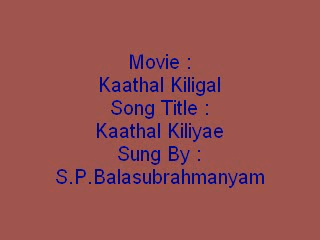 Movie :
Kaathal Kiligal
Song Title :
Kaathal Kiliyae
Sung By :
S.P.Balasubrahmanyam